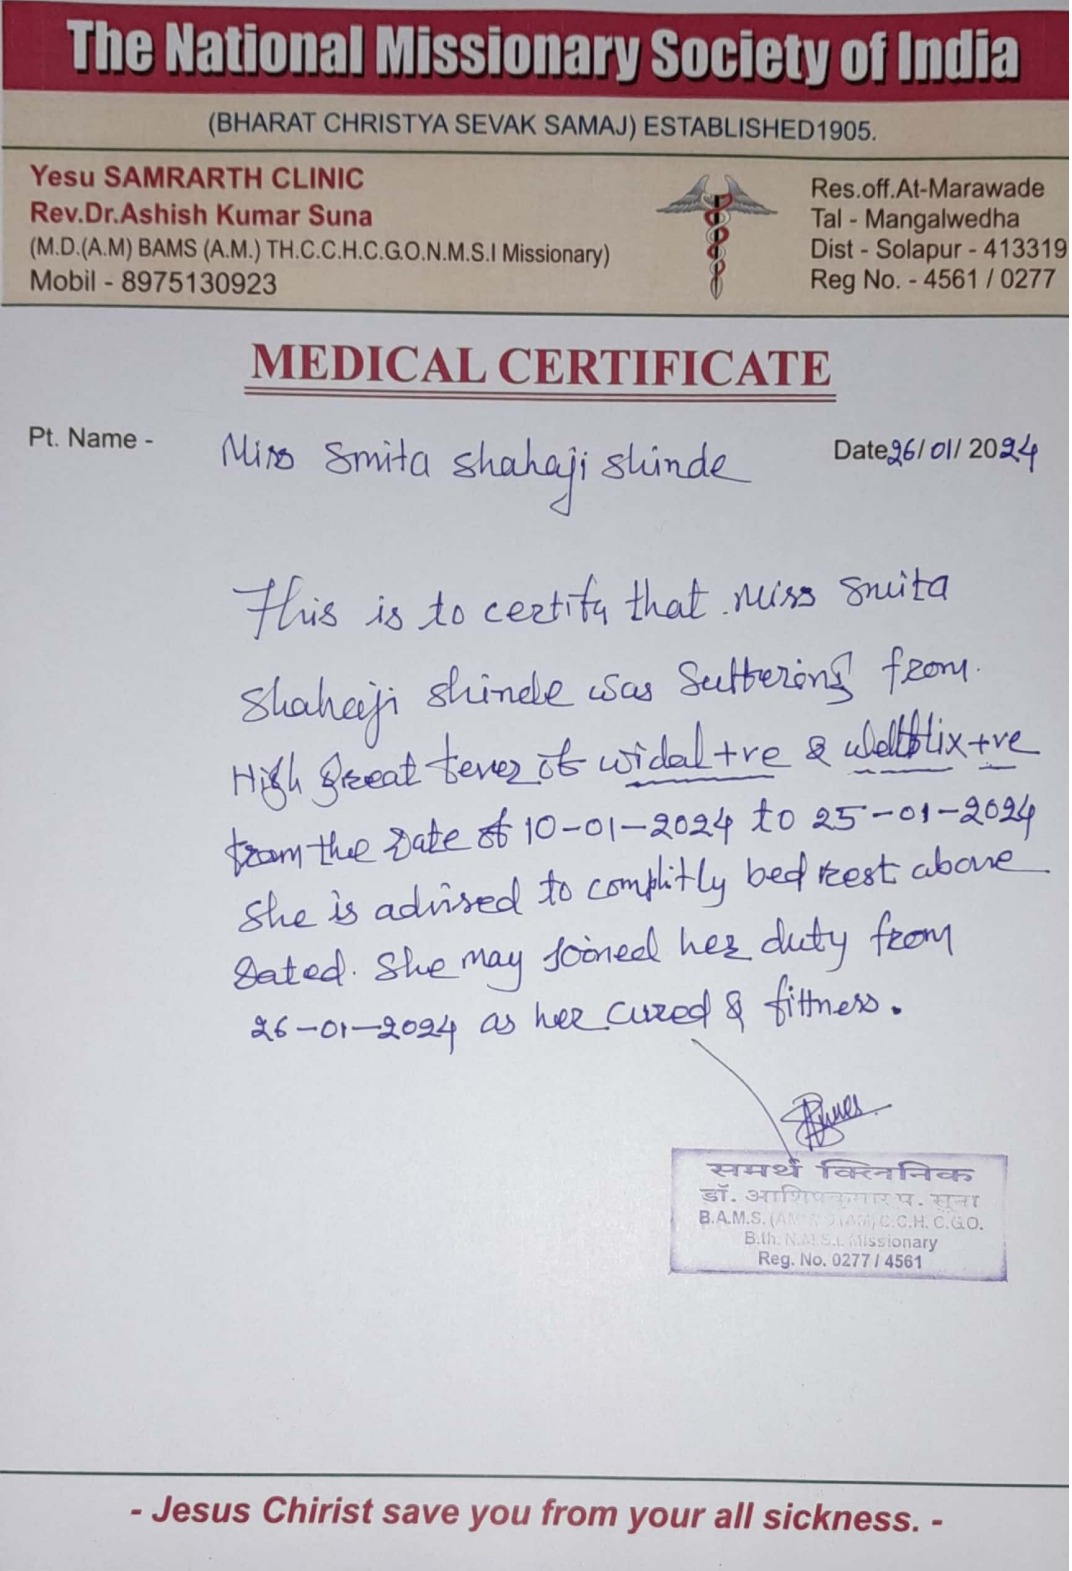 The National Missionary Society of India
(BHARAT CHRISTYA SEVAK SAMAJ) ESTABLISHED1905.
Yesu SAMRARTH CLINIC
Rev.Dr.Ashish Kumar Suna
(M.D.(A.M) BAMS (A.M.) TH.C.C.H.C.G.O.N.M.S.I Missionary)
Mobil - 8975130923
Res.off.At-Marawade
Tal - Mangalwedha
Dist - Solapur - 413319
Reg No. - 4561 / 0277
MEDICAL CERTIFICATE
Pt. Name - Miss Smita Shahaji Shinde
Date 26/01/2024
This is to certify that Miss Smita
Shahaji Shinde was Suffering from.
High Great fever of widal +ve & wellflix +ve
from the Date of 10-01-2024 to 25-01-2024
She is advised to complitly bed rest above
Dated. She may Joined her duty from
26-01-2024 as her cured & fittness.
समर्थ क्लिनिक
डॉ. आशिषकुमार प. सुना
B.A.M.S. C.C.H. C.G.O.
B.th. N.M.S.I. Missionary
Reg. No. 0277 / 4561
- Jesus Chirist save you from your all sickness. -